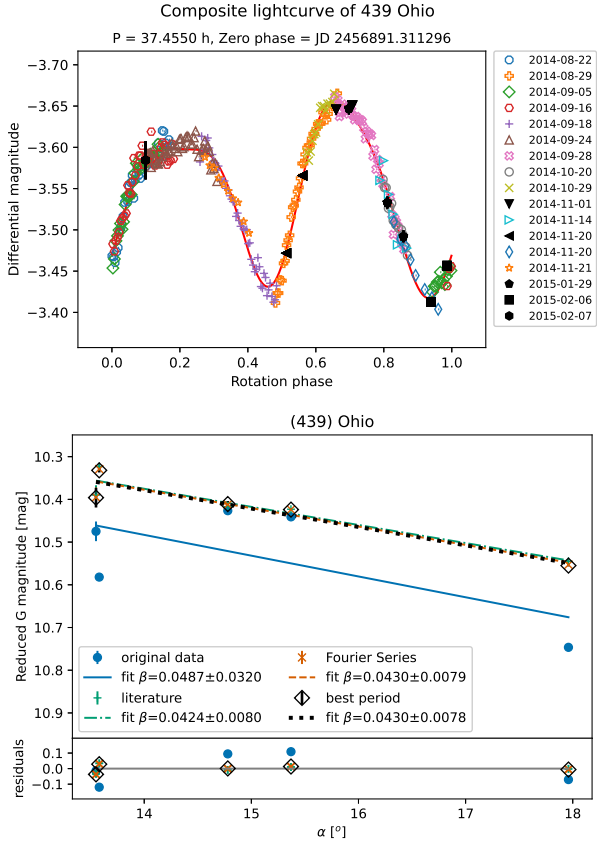 Composite lightcurve of 439 Ohio
P = 37.4550 h, Zero phase = JD 2456891.311296
Differential magnitude
−3.70
−3.65
−3.60
−3.55
−3.50
−3.45
−3.40
0.0
0.2
0.4
0.6
0.8
1.0
Rotation phase
2014-08-22
2014-08-29
2014-09-05
2014-09-16
2014-09-18
2014-09-24
2014-09-28
2014-10-20
2014-10-29
2014-11-01
2014-11-14
2014-11-20
2014-11-20
2014-11-21
2015-01-29
2015-02-06
2015-02-07
(439) Ohio
Reduced G magnitude [mag]
10.3
10.4
10.5
10.6
10.7
10.8
10.9
original data
fit β=0.0487±0.0320
literature
fit β=0.0424±0.0080
Fourier Series
fit β=0.0430±0.0079
best period
fit β=0.0430±0.0078
residuals
0.1
0.0
−0.1
14
15
16
17
18
α [°]